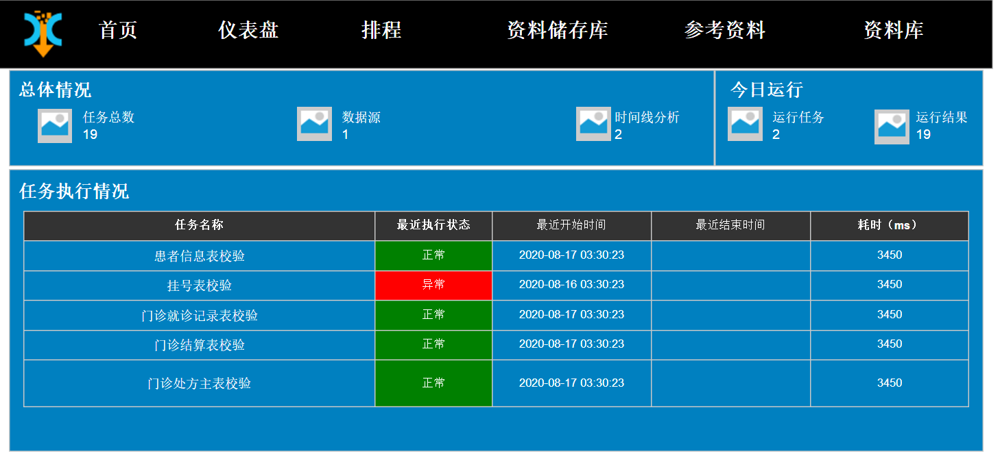 首页 仪表盘 排程 资料储存库 参考资料 资料库
总体情况 今日运行
任务总数 数据源 时间线分析 运行任务 运行结果
19 1 2 2 19
任务执行情况
任务名称 最近执行状态 最近开始时间 最近结束时间 耗时（ms）
患者信息表校验 正常 2020-08-17 03:30:23 3450
挂号表校验 异常 2020-08-16 03:30:23 3450
门诊就诊记录表校验 正常 2020-08-17 03:30:23 3450
门诊结算表校验 正常 2020-08-17 03:30:23 3450
门诊处方主表校验 正常 2020-08-17 03:30:23 3450